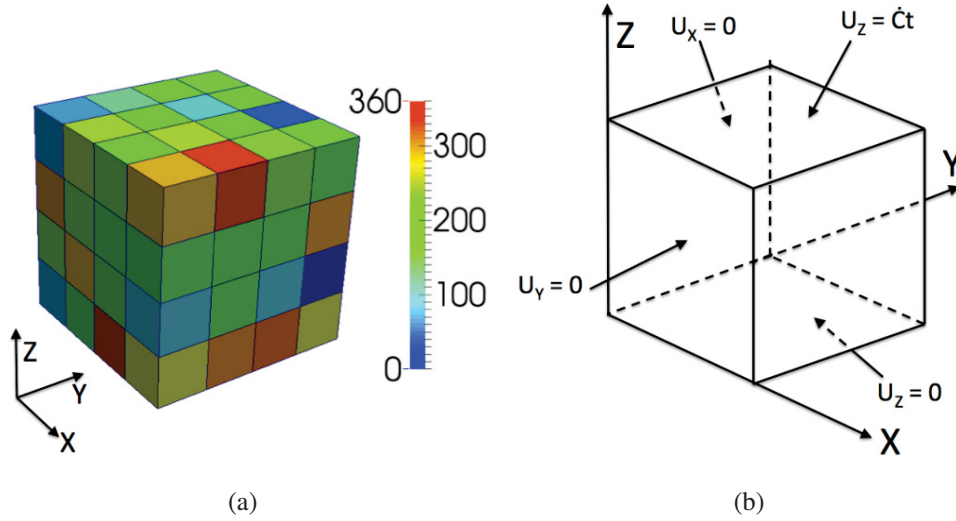 360
300
200
100
0
Z
Y
X
(a)
Z
U_X = 0
U_Z = Ċt
Y
U_Y = 0
U_Z = 0
X
(b)